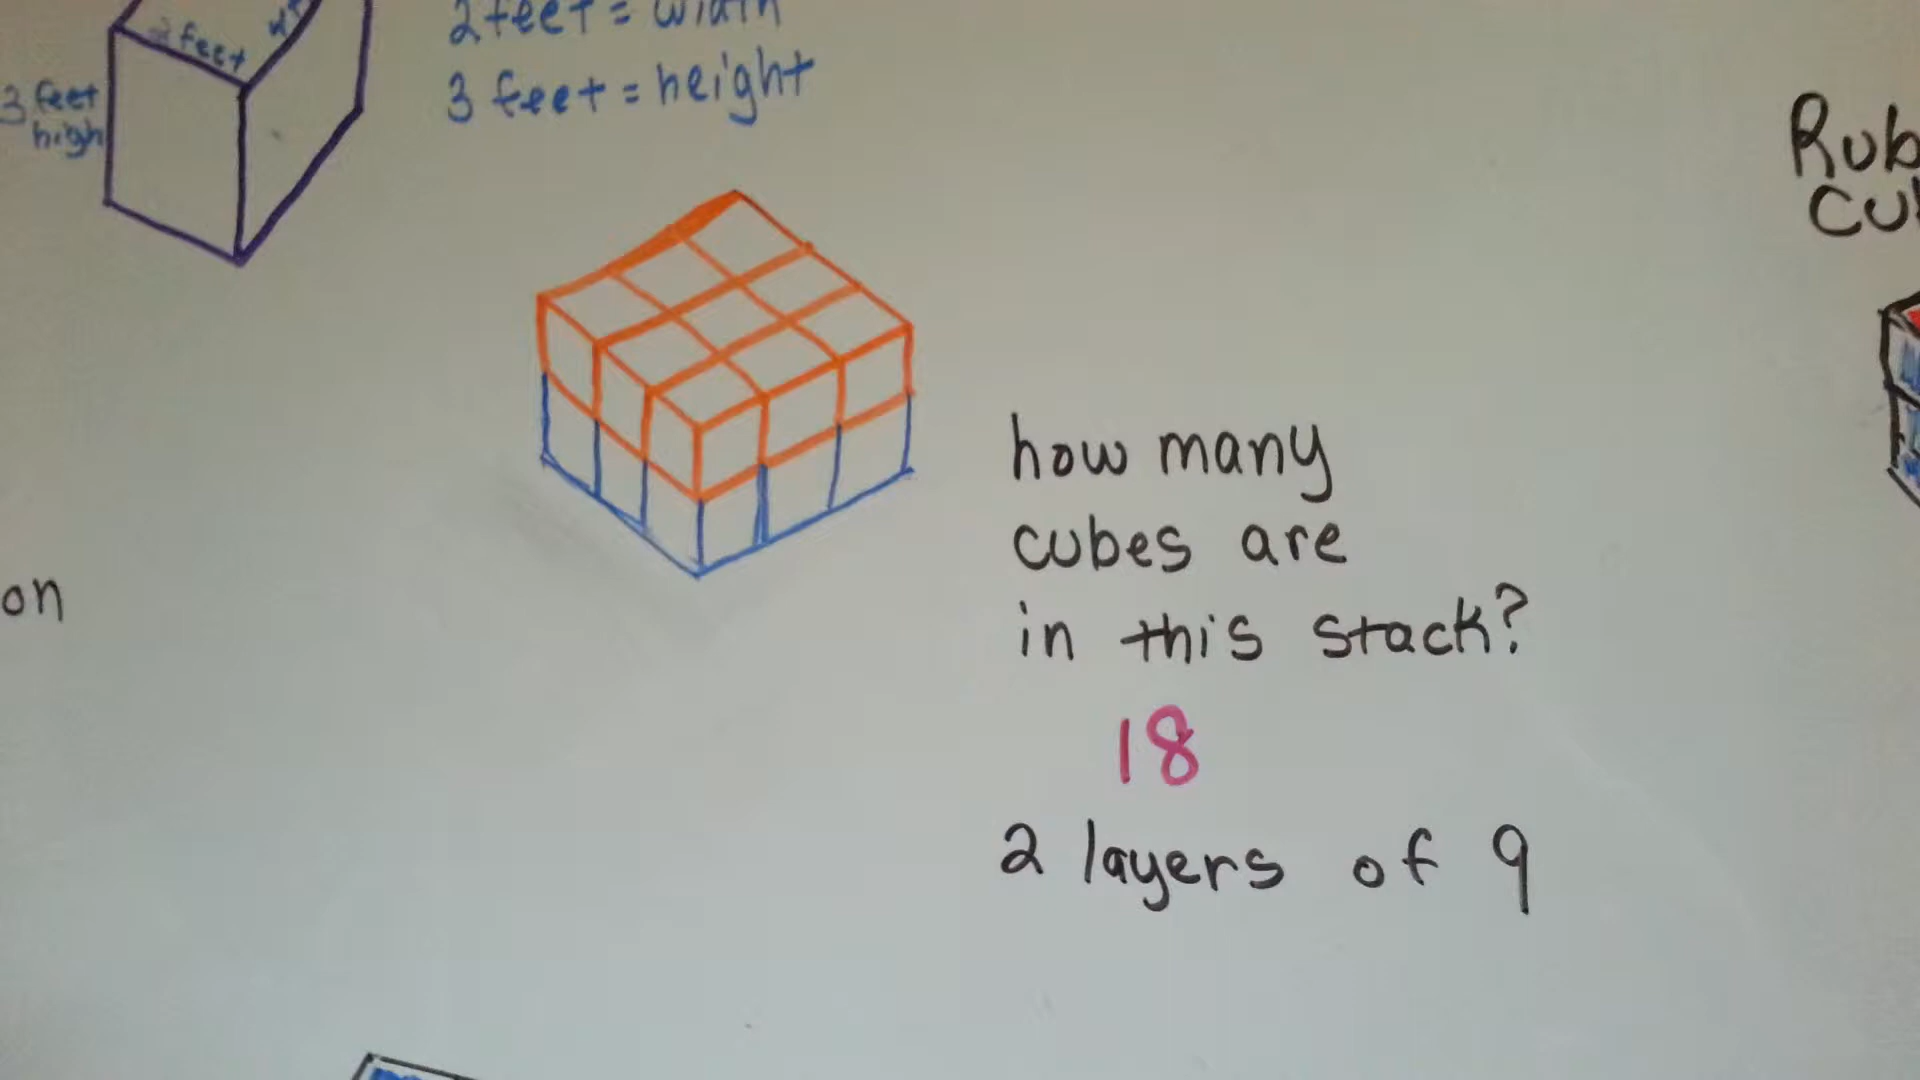 2 feet = width
2 feet
3 feet = height
3 feet
high
how many
cubes are
in this stack?
18
2 layers of 9
on
Rub
Cu